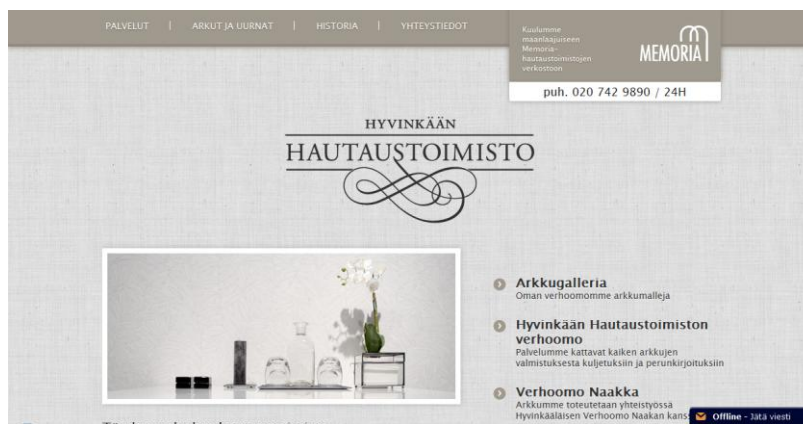 PALVELUT | ARKUT JA UURNAT | HISTORIA | YHTEYSTIEDOT
Kuulumme
maanlaajuiseen
Memoria-
hautaustoimistojen
verkostoon
MEMORIA
puh. 020 742 9890 / 24H
HYVINKÄÄN
HAUTAUSTOIMISTO
Arkkugalleria
Oman verhoomomme arkkumalleja
Hyvinkään Hautaustoimiston
verhoomo
Palvelumme kattavat kaiken arkkujen
valmistuksesta kuljetuksiin ja perunkirjoituksiin
Verhoomo Naakka
Arkkumme toteutetaan yhteistyössä
Hyvinkääläisen Verhoomo Naakan
Offline - Jätä viesti